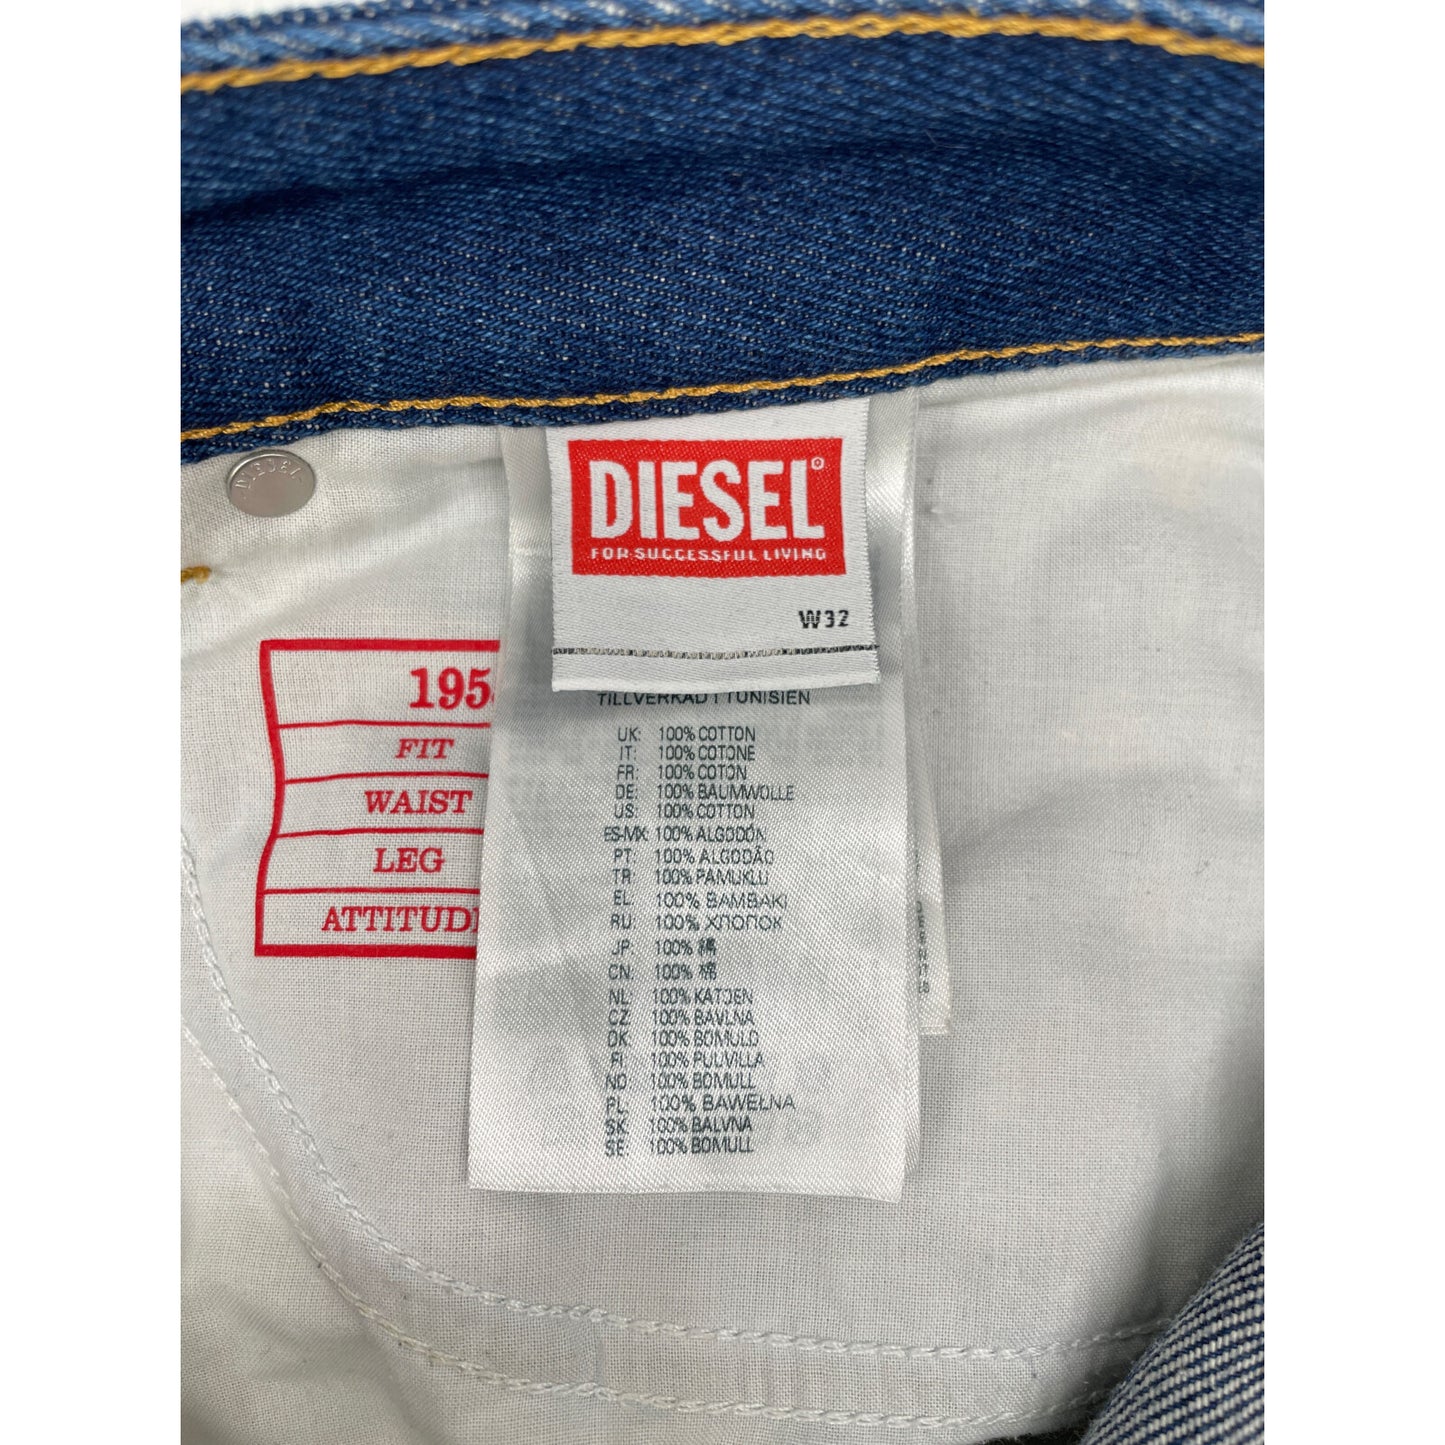 DIESEL
DIESEL
FOR SUCCESSFUL LIVING
W32
195
FIT
WAIST
LEG
ATTITUD
TILLVERKAD I TUNISIEN
UK: 100% COTTON
IT: 100% COTONE
FR: 100% COTON
DE: 100% BAUMWOLLE
US: 100% COTTON
ES-MX: 100% ALGODÓN
PT: 100% ALGODÃO
TR: 100% PAMUKLU
EL: 100% BAMBAKI
RU: 100% ХЛОПОК
JP: 100% 綿
CN: 100% 棉
NL: 100% KATOEN
CZ: 100% BAVLNA
DK: 100% BOMULD
FI: 100% PUUVILLA
NO: 100% BOMULL
PL: 100% BAWEŁNA
SK: 100% BALVNA
SE: 100% BOMULL